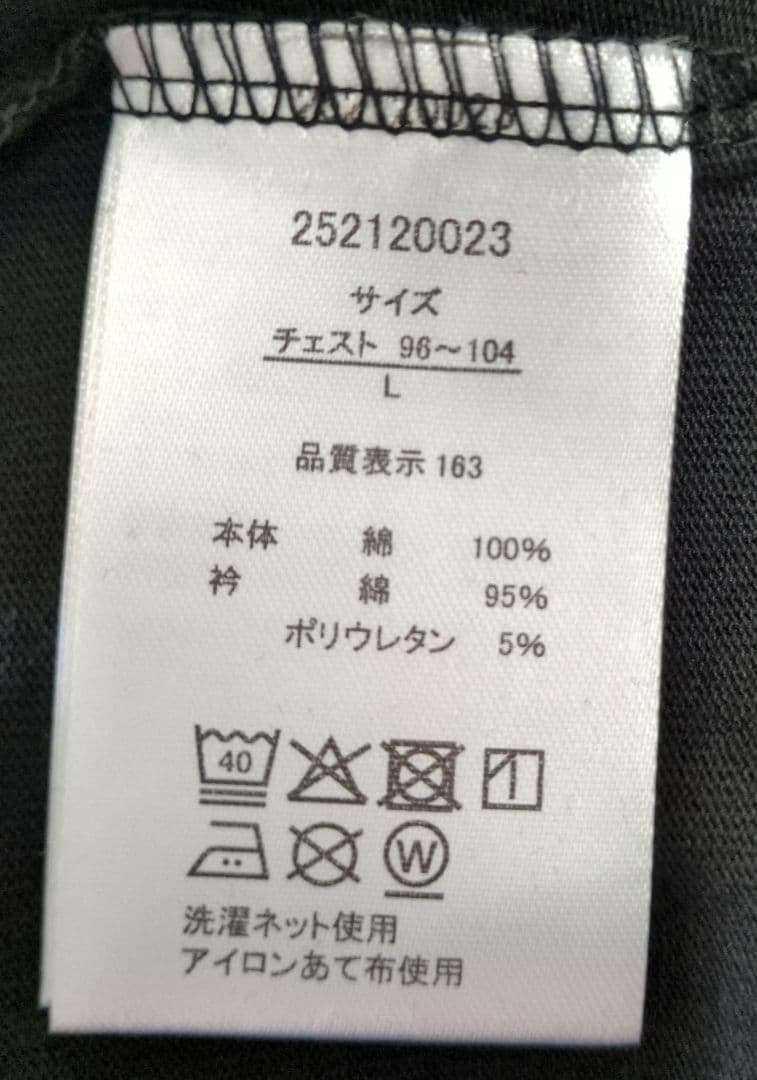 252120023
サイズ
チェスト 96～104
L
品質表示 163
本体 綿 100%
衿 綿 95%
ポリウレタン 5%
40
W
洗濯ネット使用
アイロンあて布使用